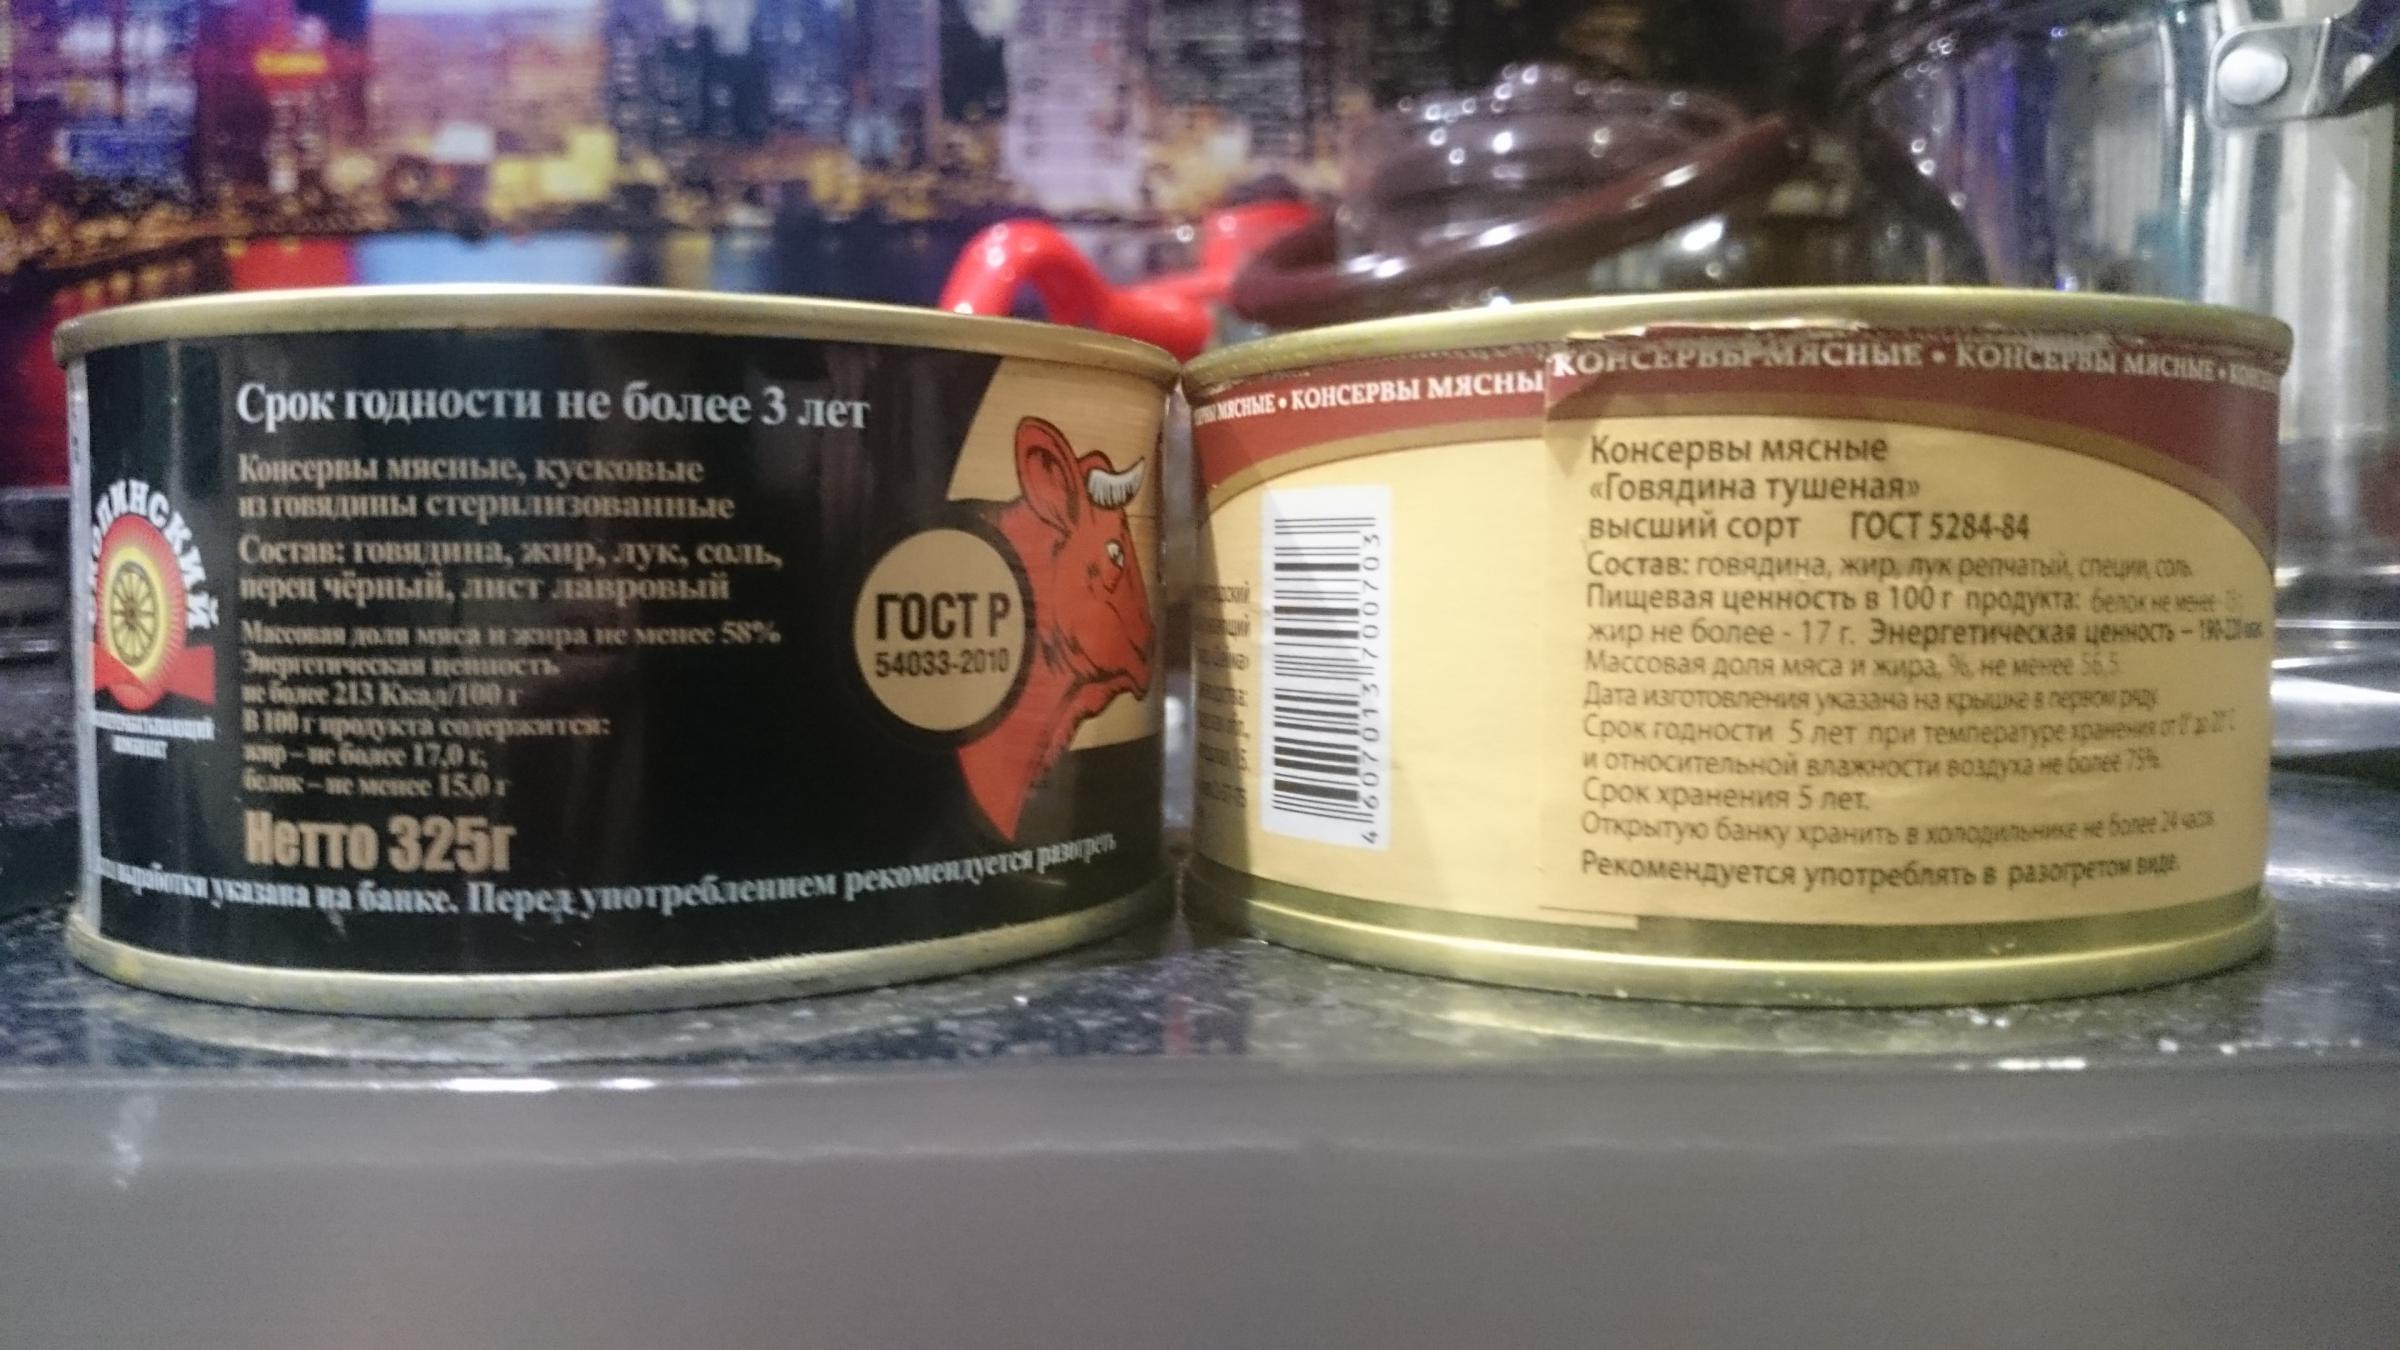 Срок годности не более 3 лет
Консервы мясные, кусковые
из говядины стерилизованные
Состав: говядина, жир, лук, соль,
перец чёрный, лист лавровый
Массовая доля мяса и жира не менее 58%
Энергетическая ценность
не более 213 Ккал/100 г
В 100 г продукта содержится:
жир – не более 17,0 г,
белок – не менее 15,0 г
Нетто 325г
выработки указана на банке. Перед употреблением рекомендуется разогреть
ГОСТ Р
54033-2010
МЯСНЫЕ • КОНСЕРВЫ МЯСНЫ
КОНСЕРВЫ МЯСНЫЕ • КОНСЕРВЫ МЯСНЫЕ •
4607013700703
Консервы мясные
«Говядина тушеная»
высший сорт ГОСТ 5284-84
Состав: говядина, жир, лук репчатый, специи, соль.
Пищевая ценность в 100 г продукта: белок не менее
жир не более - 17 г. Энергетическая ценность –
Массовая доля мяса и жира, %, не менее 56,5.
Дата изготовления указана на крышке в первом ряду.
Срок годности 5 лет при температуре хранения от 0° до 20° С
и относительной влажности воздуха не более 75%.
Срок хранения 5 лет.
Открытую банку хранить в холодильнике не более 24 часов.
Рекомендуется употреблять в разогретом виде.